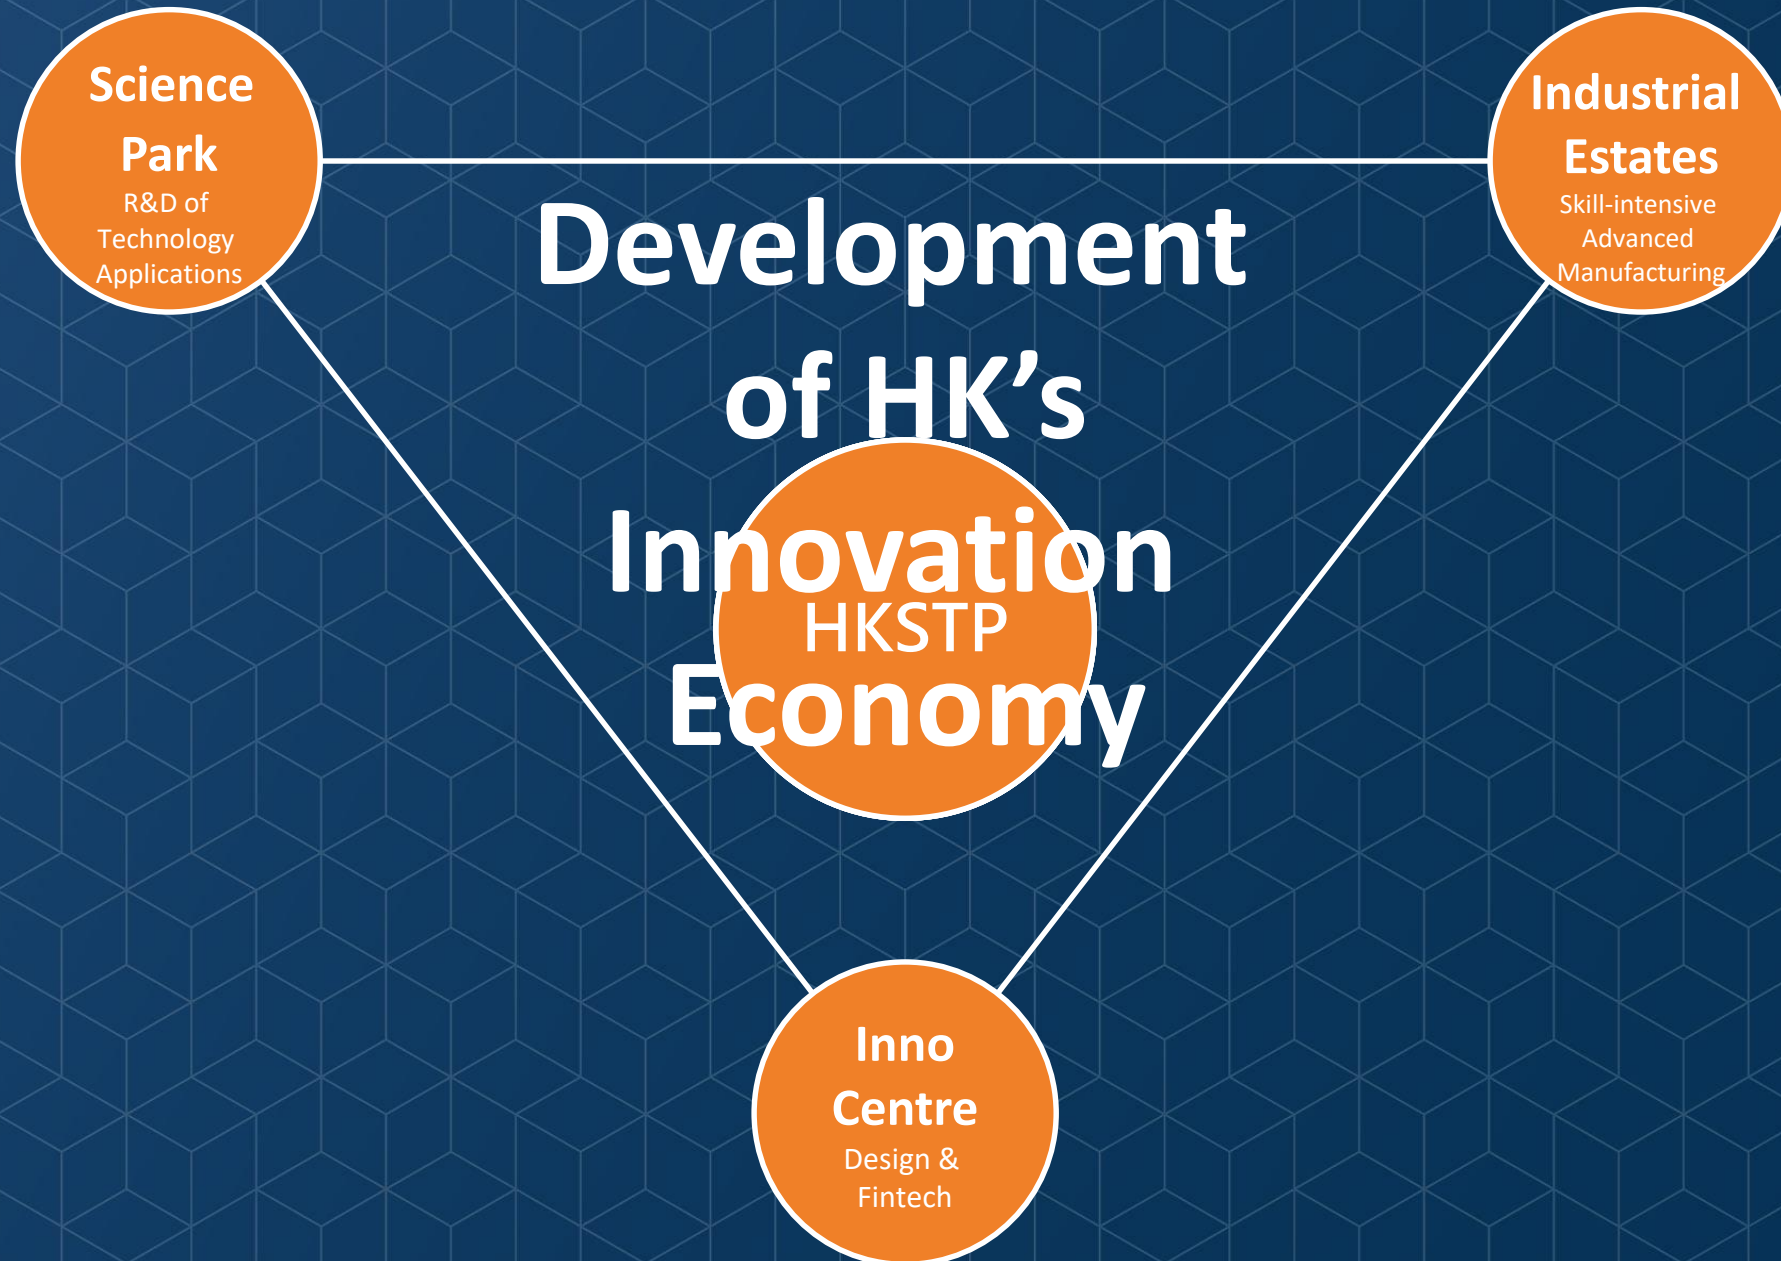 Science
Park
R&D of
Technology
Applications
Industrial
Estates
Skill-intensive
Advanced
Manufacturing
Development
of HK’s
Innovation
HKSTP
Economy
Inno
Centre
Design &
Fintech